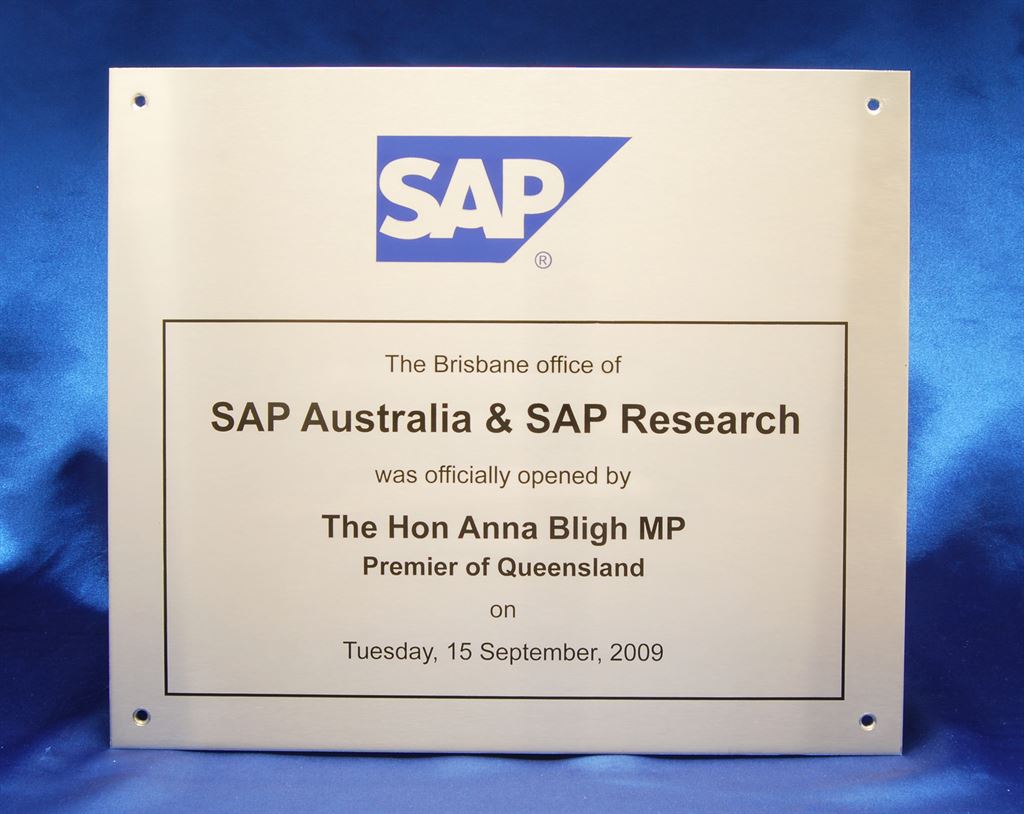 SAP
®
The Brisbane office of
SAP Australia & SAP Research
was officially opened by
The Hon Anna Bligh MP
Premier of Queensland
on
Tuesday, 15 September, 2009